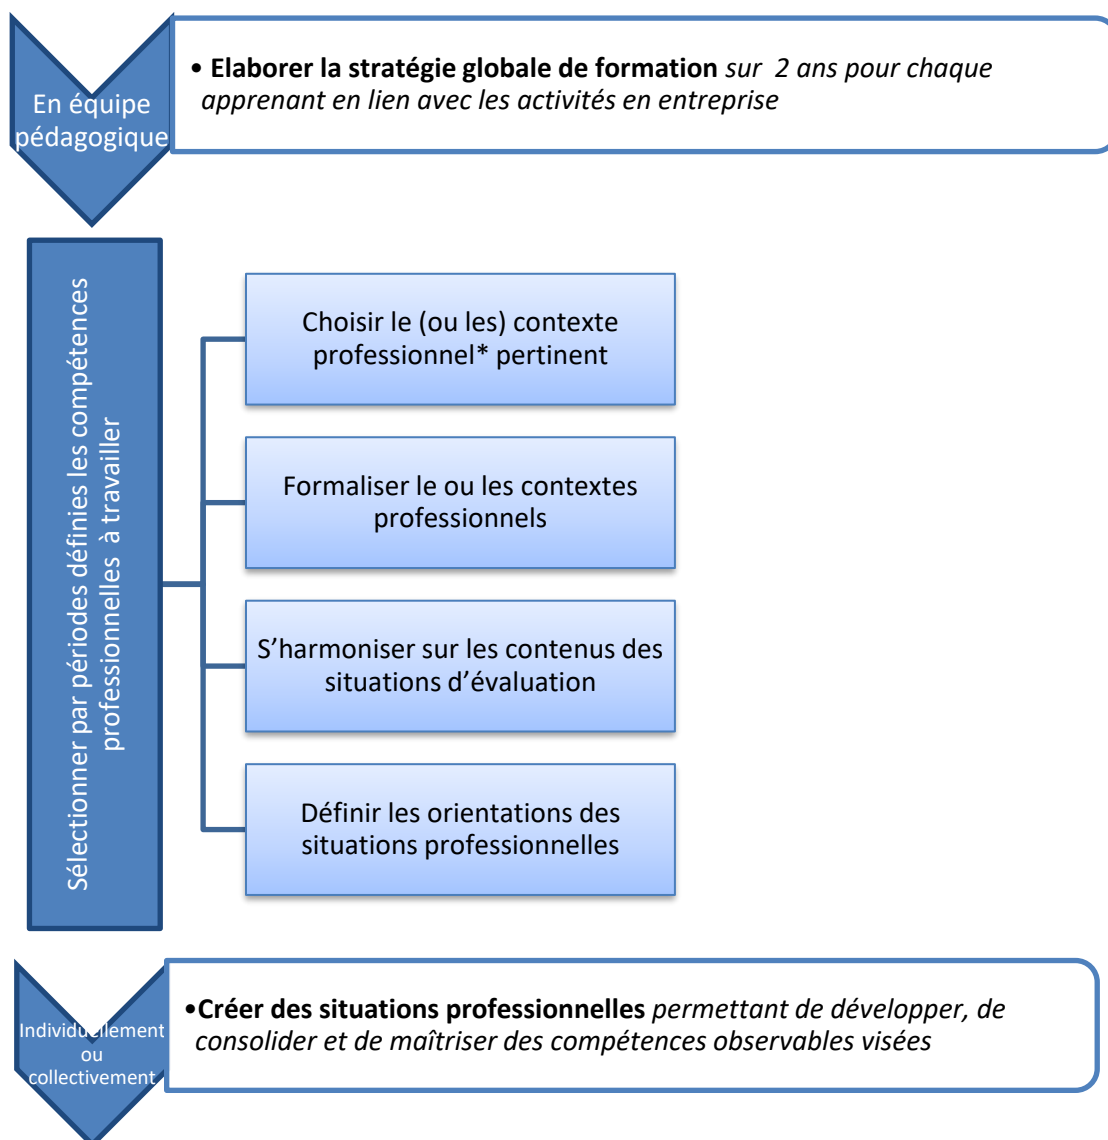 En équipe
pédagogique
• Elaborer la stratégie globale de formation sur 2 ans pour chaque
apprenant en lien avec les activités en entreprise
Sélectionner par périodes définies les compétences
professionnelles à travailler
Choisir le (ou les) contexte
professionnel* pertinent
Formaliser le ou les contextes
professionnels
S’harmoniser sur les contenus des
situations d’évaluation
Définir les orientations des
situations professionnelles
Individuellement
ou
collectivement
•Créer des situations professionnelles permettant de développer, de
consolider et de maîtriser des compétences observables visées